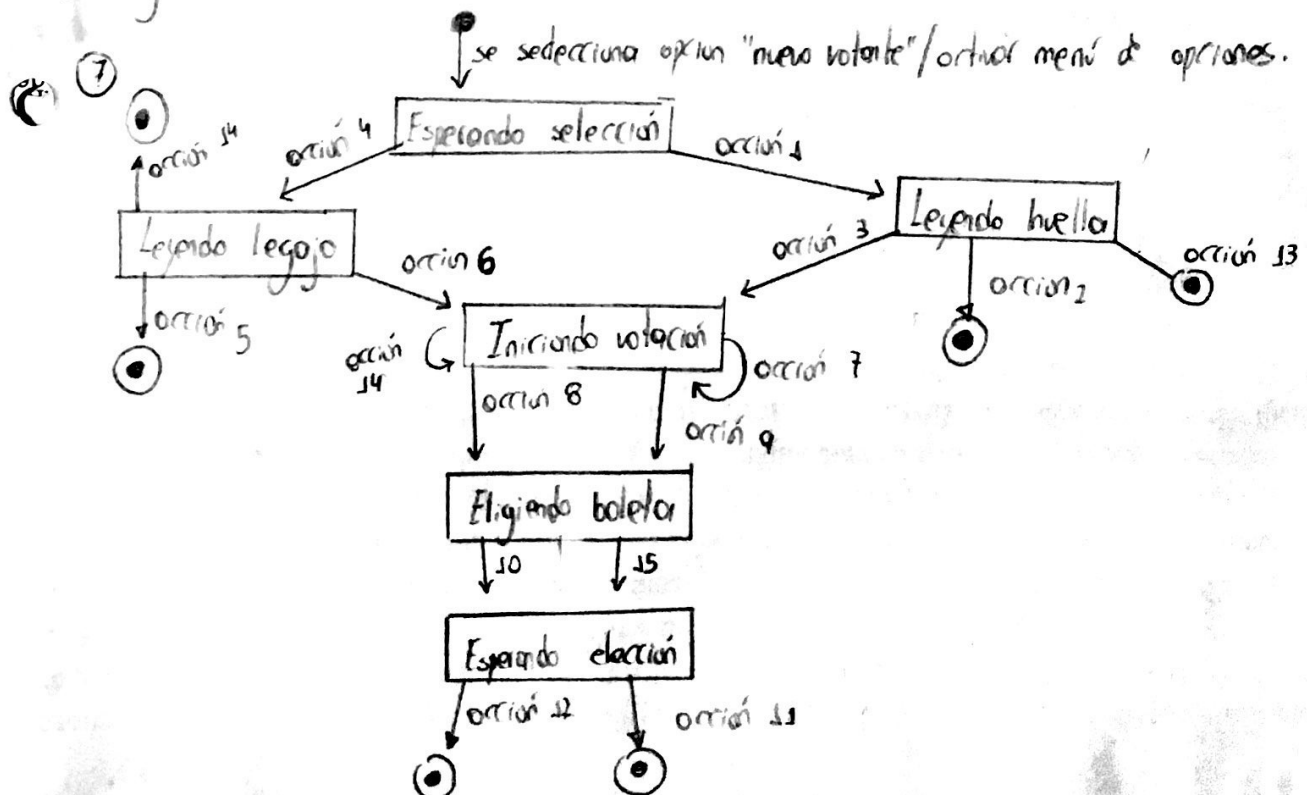 7
se sedecciona opciun "nuevo votante"/activar menú de opciones.
Esperando selección
acción 14
acción 4
acción 1
Leyendo legajo
Leyendo huella
acción 6
acción 3
acción 13
acción 5
acción 2
Iniciando votación
acción 14
acción 7
acción 8
acción 9
Eligiendo boleta
10
15
Esperando elección
acción 12
acción 11